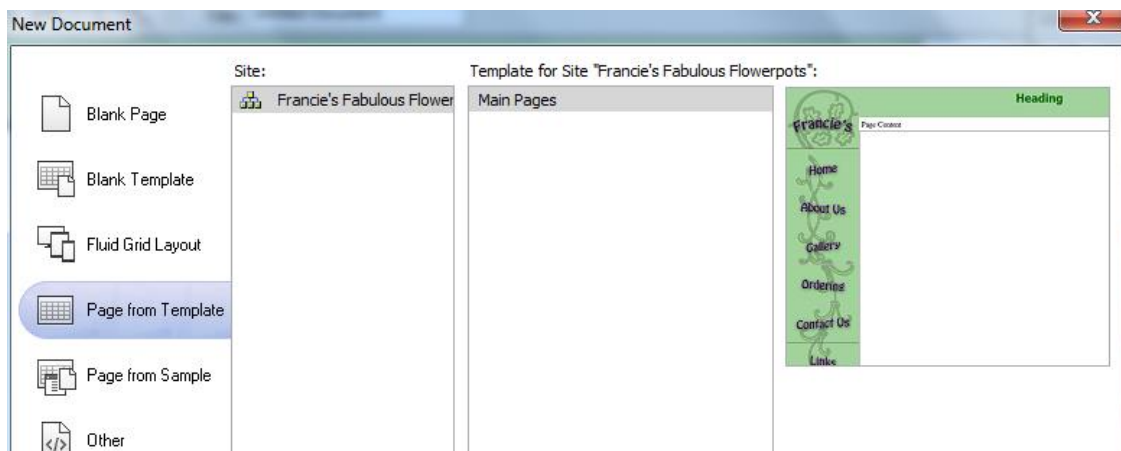 New Document
Site:
Template for Site "Francie's Fabulous Flowerpots":
Blank Page
Blank Template
Fluid Grid Layout
Page from Template
Page from Sample
Other
Francie's Fabulous Flower
Main Pages
Heading
Francie's
Page Content
Home
About Us
Gallery
Ordering
Contact Us
Links